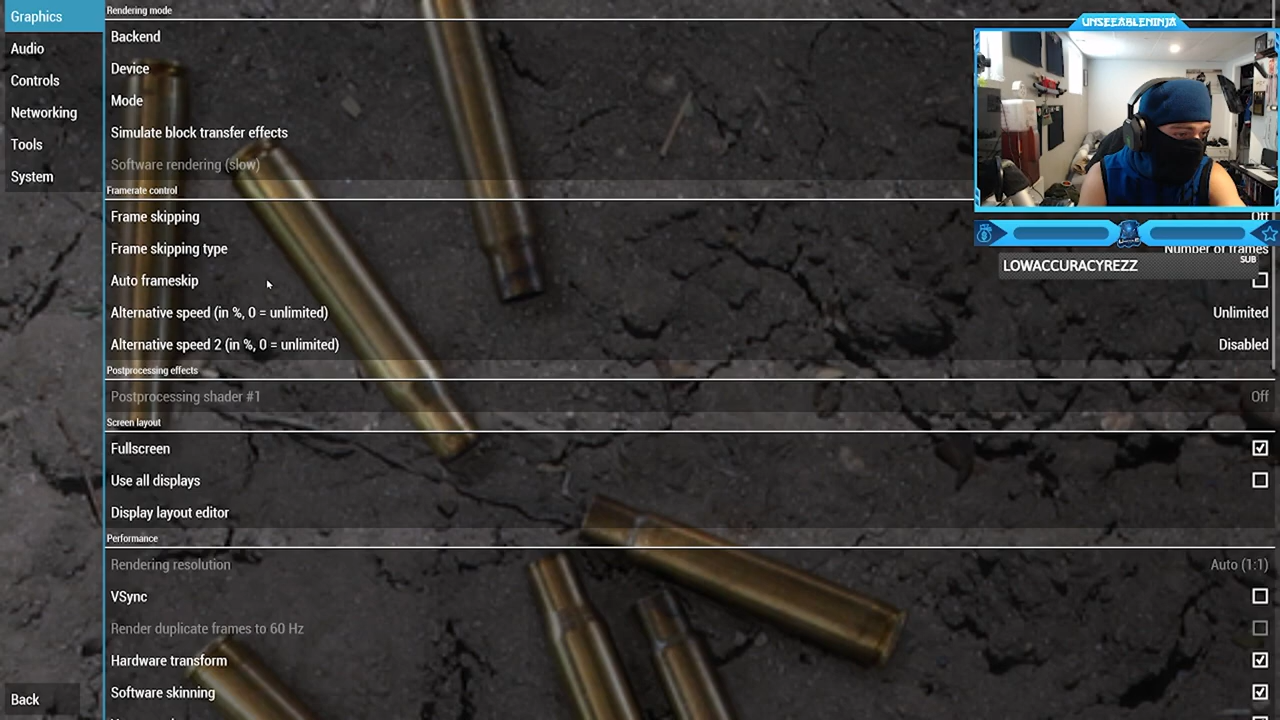 Graphics
Audio
Controls
Networking
Tools
System
Back
Rendering mode
Backend
Device
Mode
Simulate block transfer effects
Software rendering (slow)
Framerate control
Frame skipping
Off
Frame skipping type
Number of frames
Auto frameskip
Alternative speed (in %, 0 = unlimited)
Unlimited
Alternative speed 2 (in %, 0 = unlimited)
Disabled
Postprocessing effects
Postprocessing shader #1
Off
Screen layout
Fullscreen
Use all displays
Display layout editor
Performance
Rendering resolution
Auto (1:1)
VSync
Render duplicate frames to 60 Hz
Hardware transform
Software skinning
UNSEEABLENINJA
LOWACCURACYREZZ
SUB